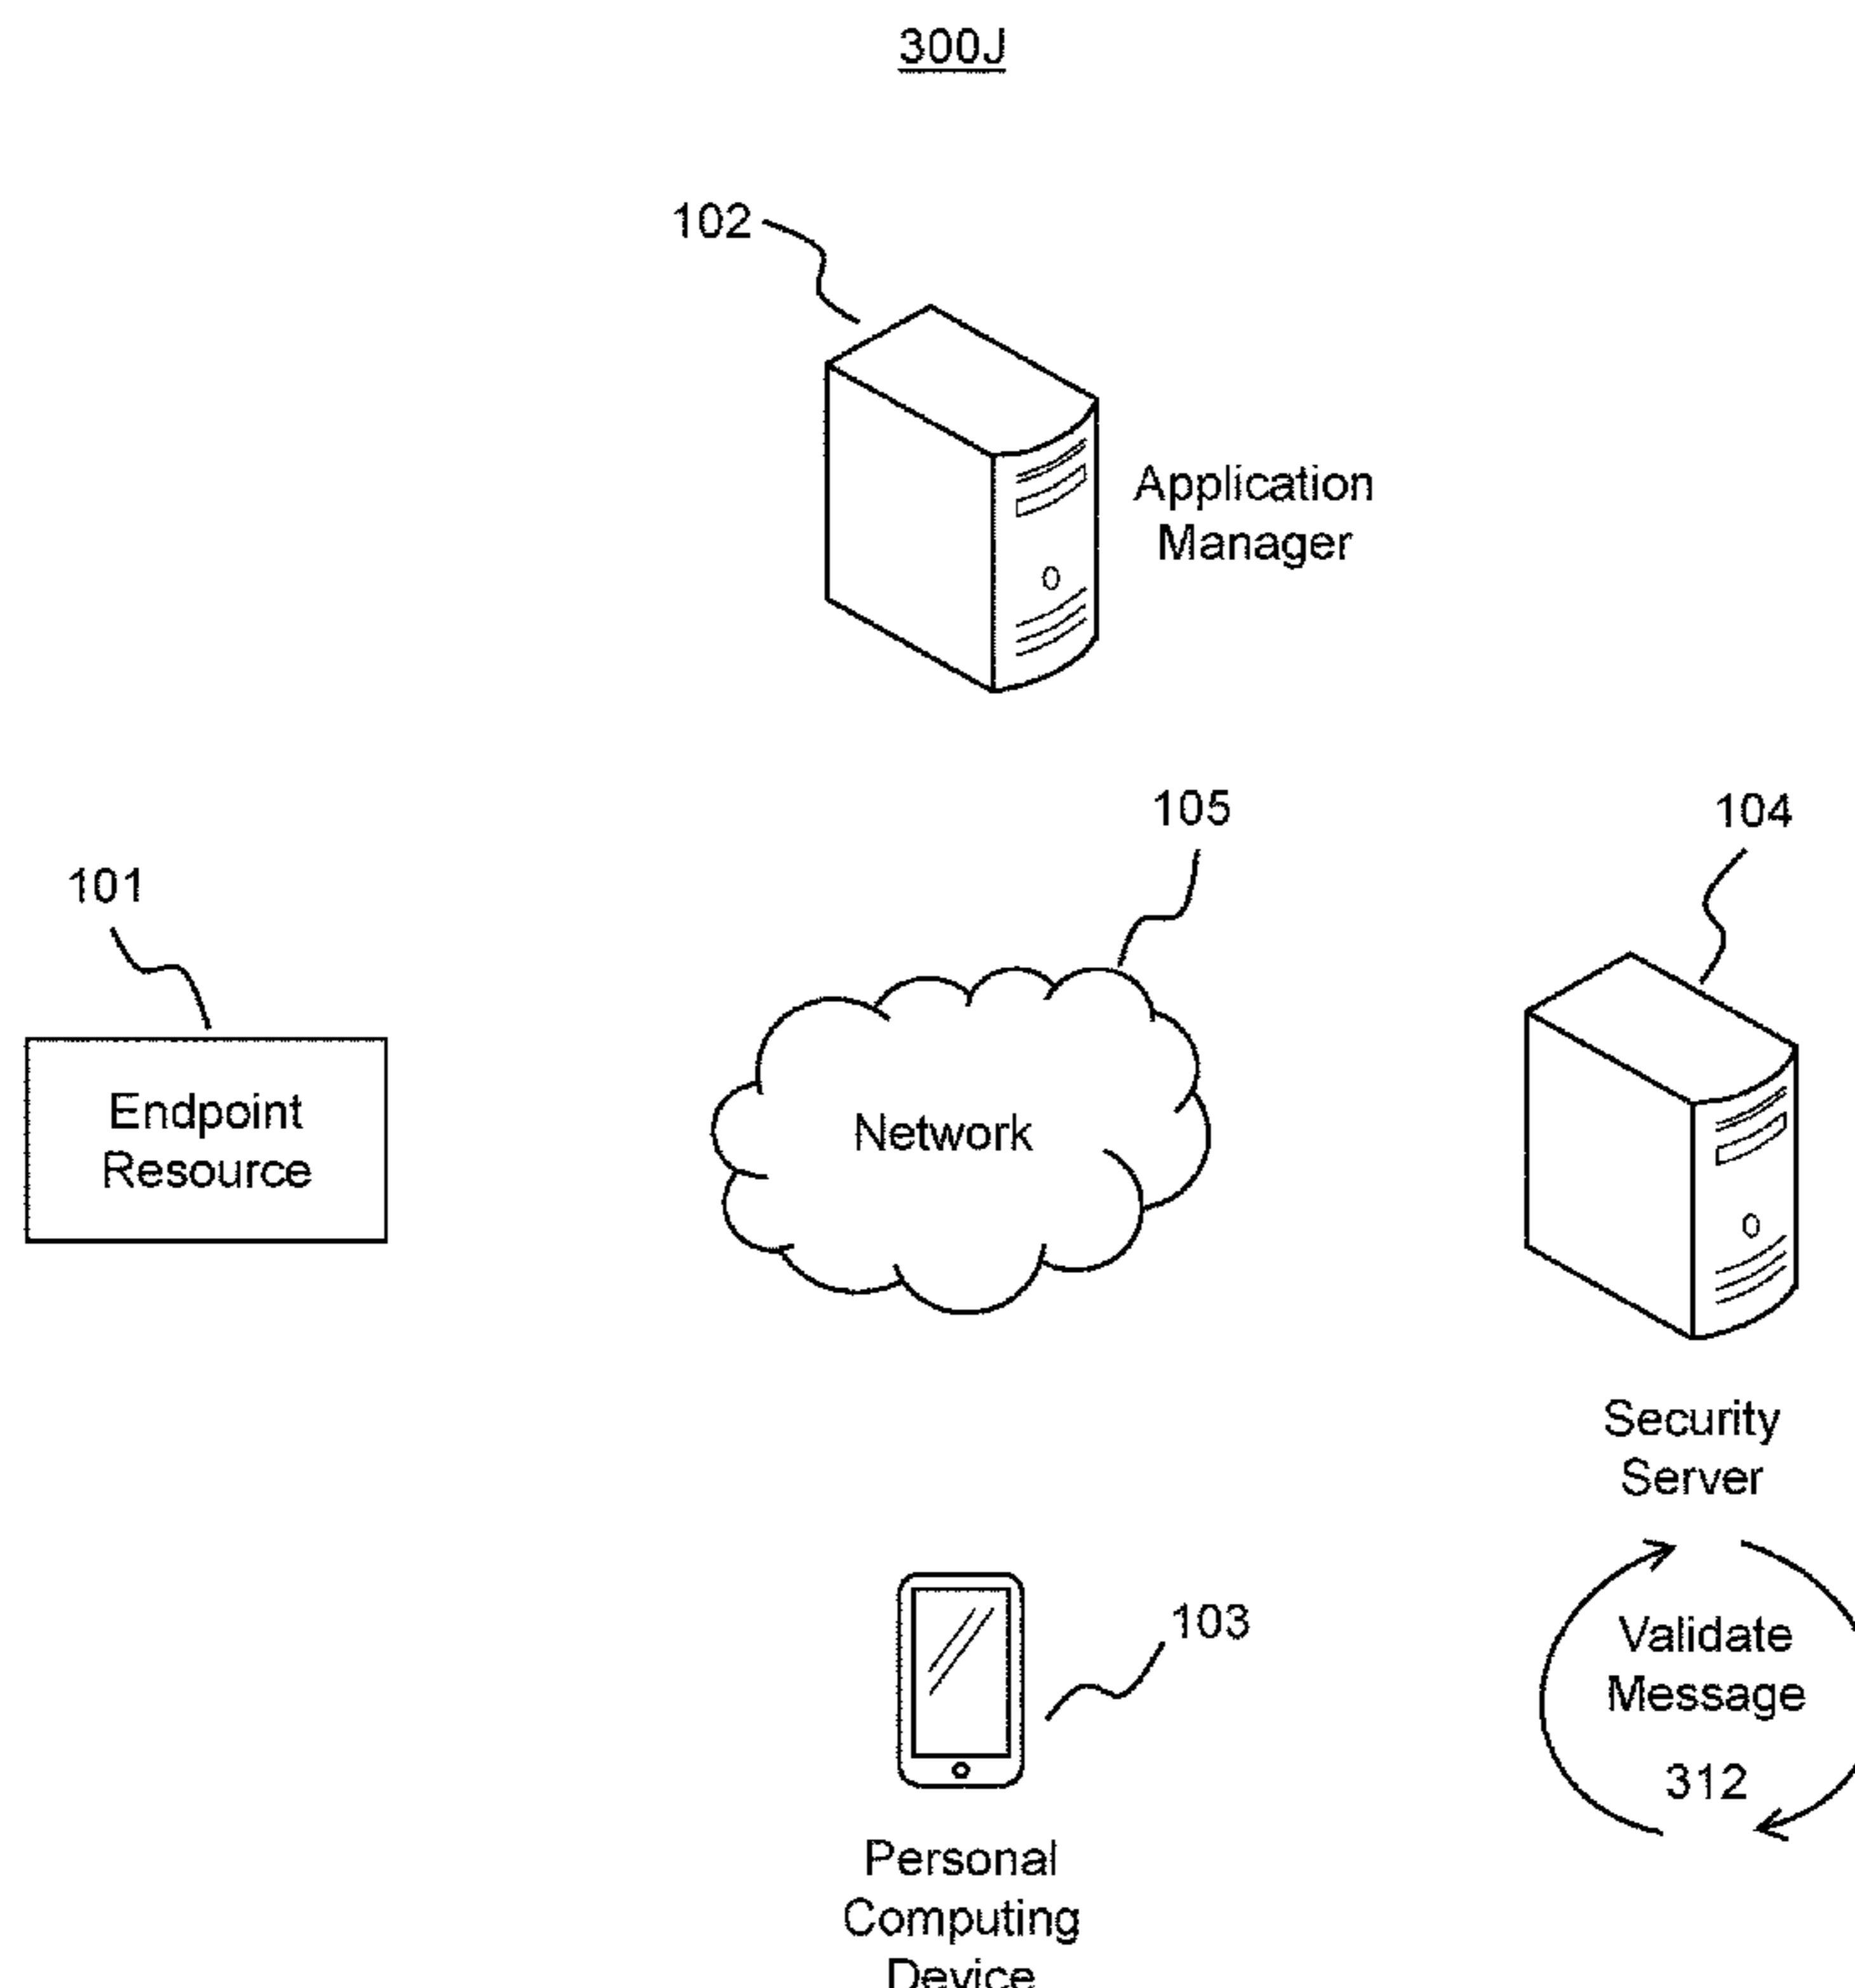 300J
102
Application
Manager
105
104
101
Endpoint
Resource
Network
Security
Server
103
Validate
Message
312
Personal
Computing
Device